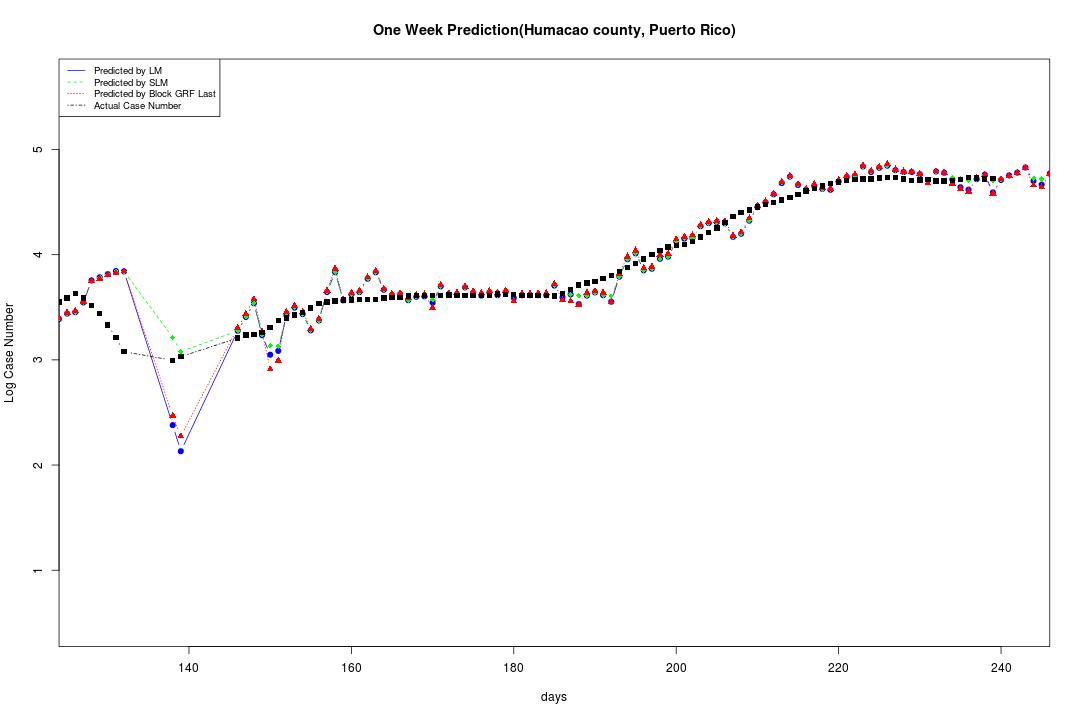 One Week Prediction(Humacao county, Puerto Rico)
Predicted by LM
Predicted by SLM
Predicted by Block GRF Last
Actual Case Number
5
4
3
2
1
Log Case Number
140 160 180 200 220 240
days